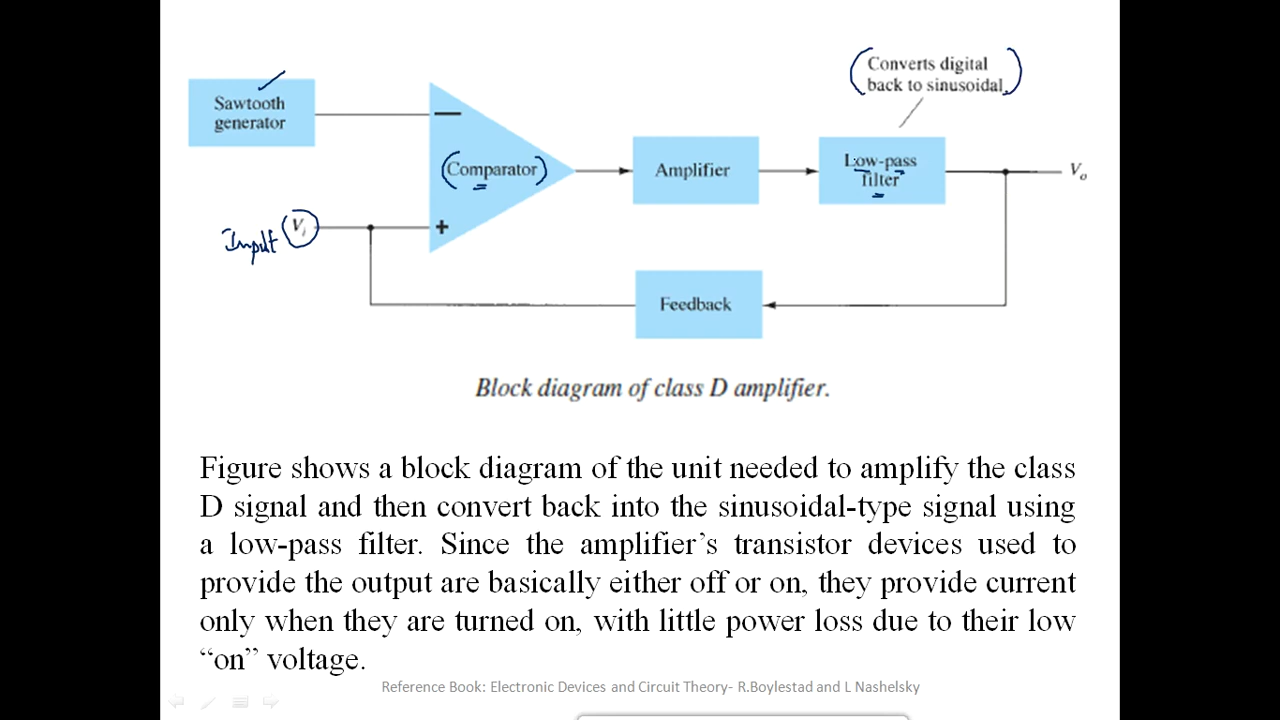 Converts digital
back to sinusoidal.
Sawtooth
generator
−
Comparator
Amplifier
Low-pass
filter
Vo
Input Vi
+
Feedback
Block diagram of class D amplifier.
Figure shows a block diagram of the unit needed to amplify the class
D signal and then convert back into the sinusoidal-type signal using
a low-pass filter. Since the amplifier’s transistor devices used to
provide the output are basically either off or on, they provide current
only when they are turned on, with little power loss due to their low
“on” voltage.
Reference Book: Electronic Devices and Circuit Theory- R.Boylestad and L Nashelsky